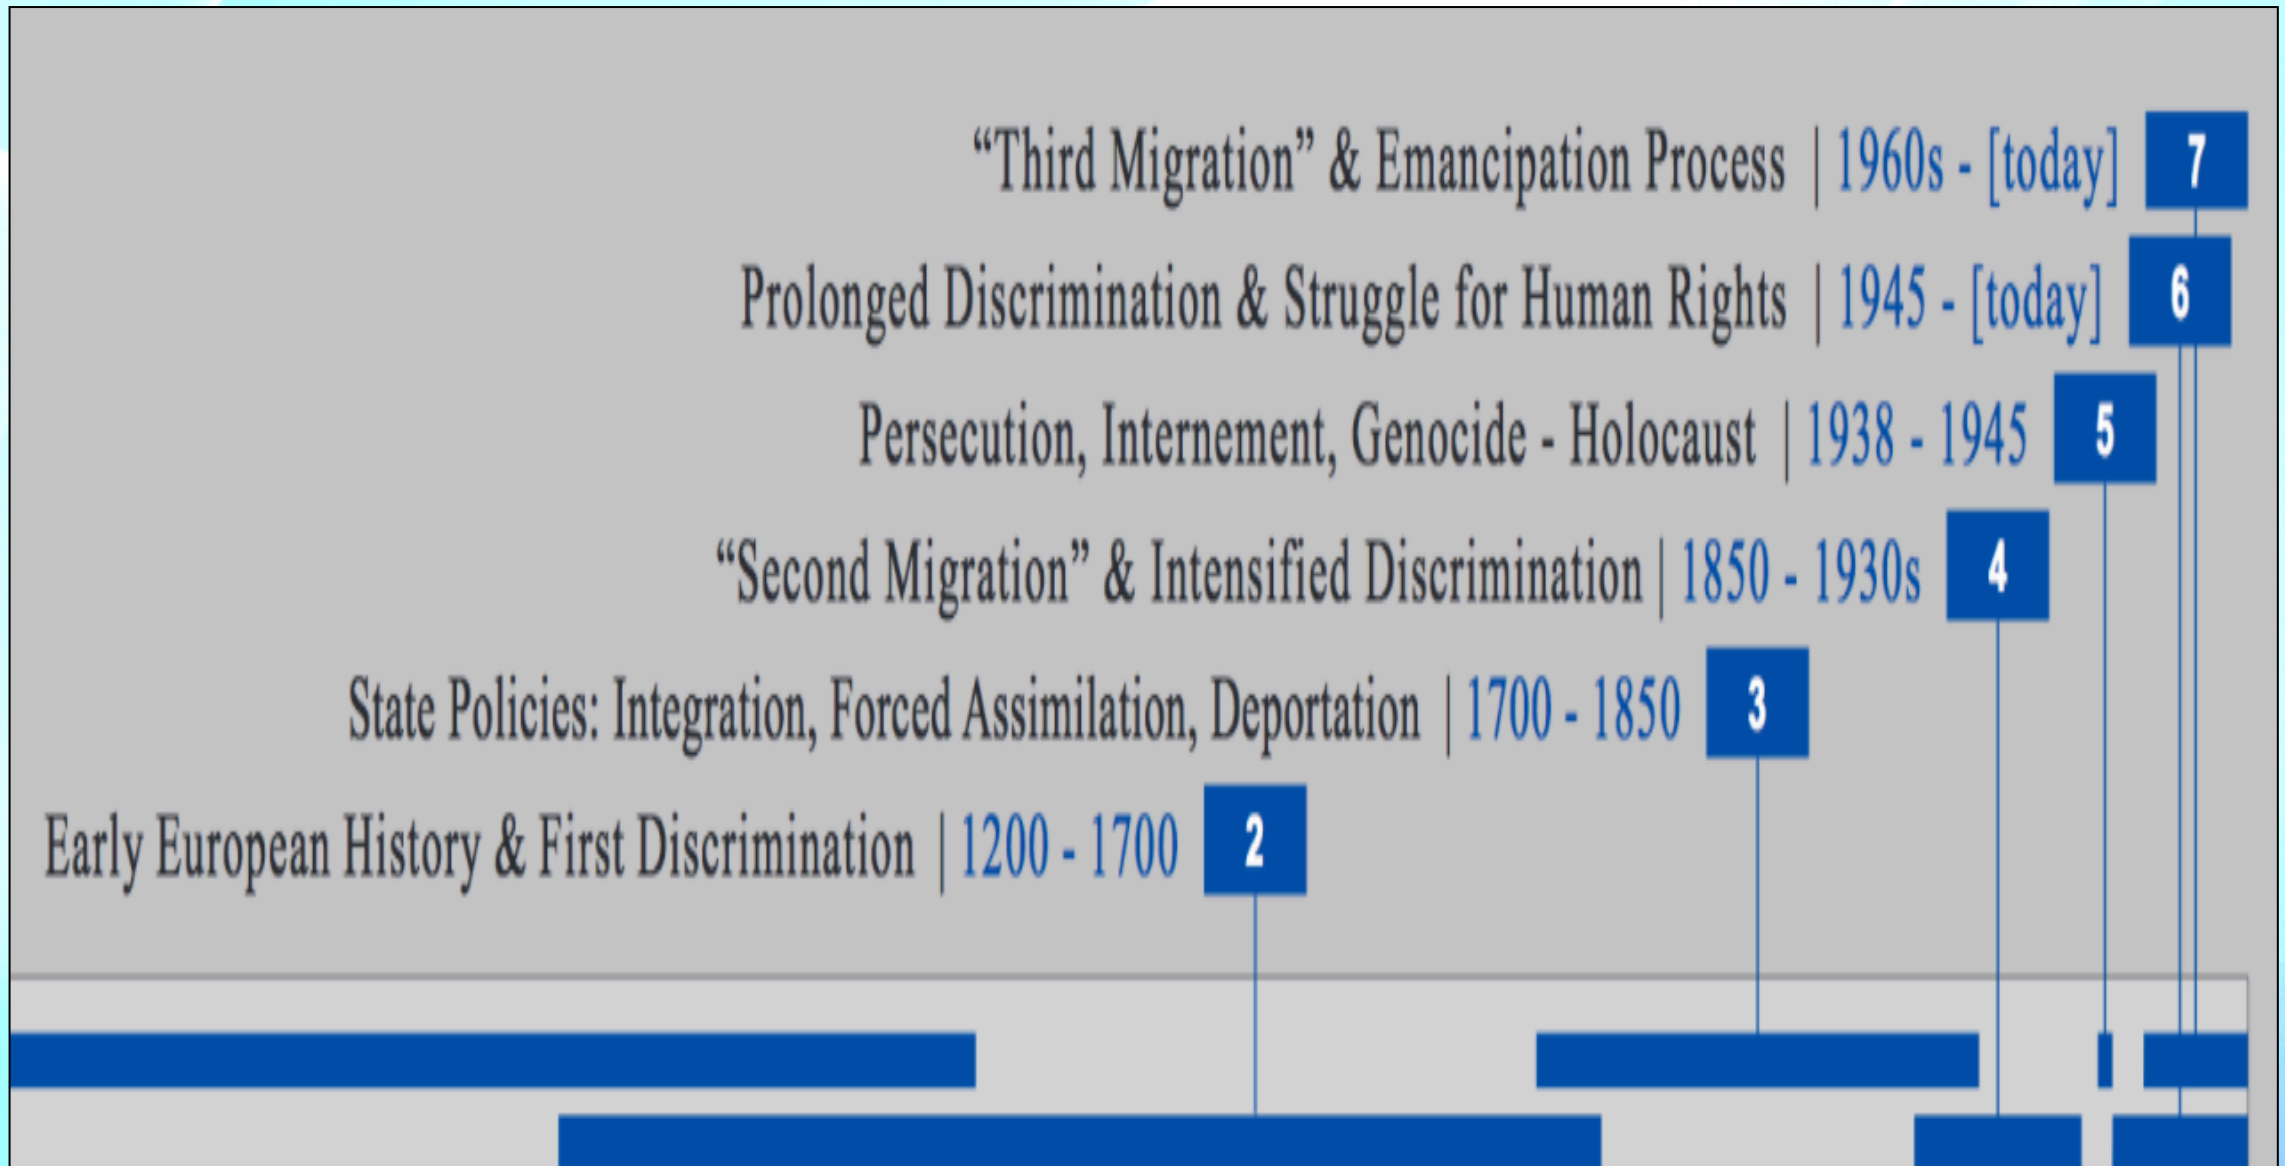 “Third Migration” & Emancipation Process | 1960s - [today] 7
Prolonged Discrimination & Struggle for Human Rights | 1945 - [today] 6
Persecution, Internement, Genocide - Holocaust | 1938 - 1945 5
“Second Migration” & Intensified Discrimination | 1850 - 1930s 4
State Policies: Integration, Forced Assimilation, Deportation | 1700 - 1850 3
Early European History & First Discrimination | 1200 - 1700 2